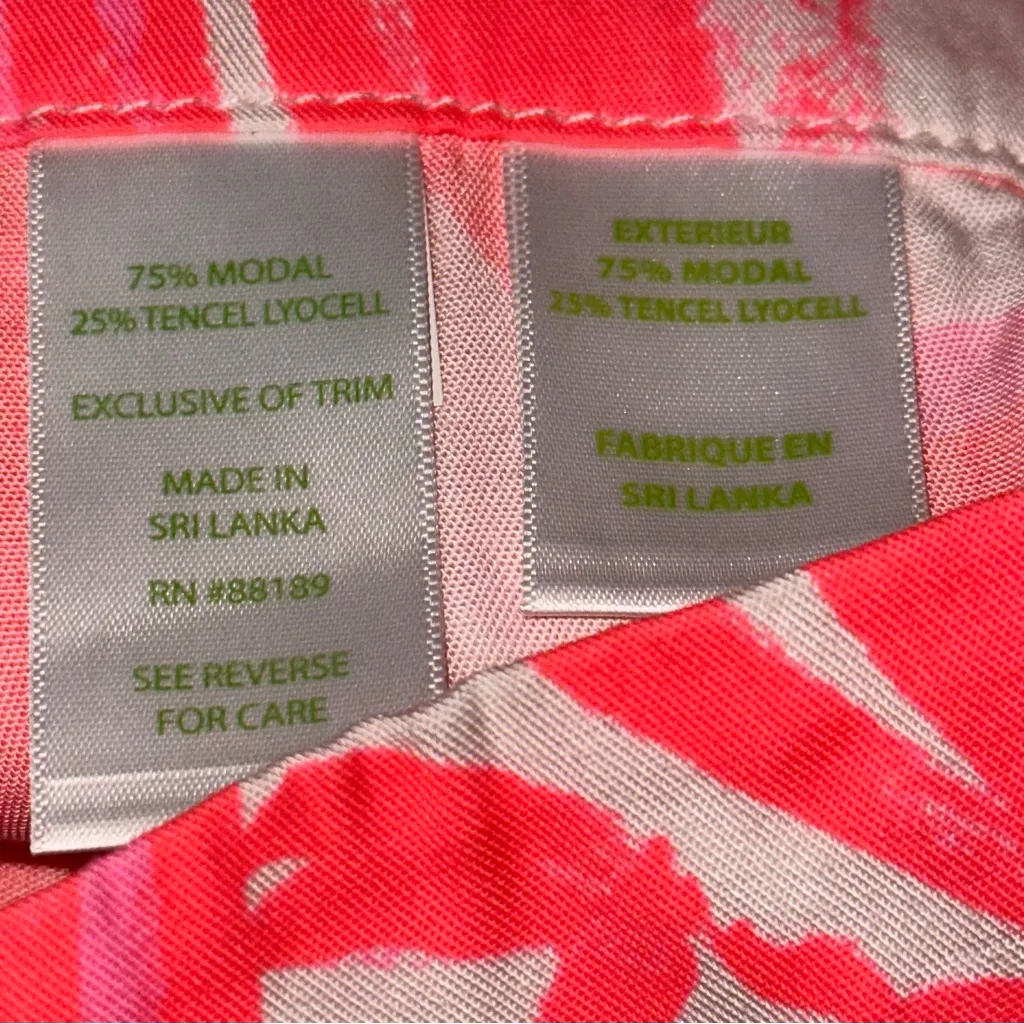 75% MODAL
25% TENCEL LYOCELL
EXCLUSIVE OF TRIM
MADE IN
SRI LANKA
RN #88189
SEE REVERSE
FOR CARE
EXTERIEUR
75% MODAL
25% TENCEL LYOCELL
FABRIQUE EN
SRI LANKA